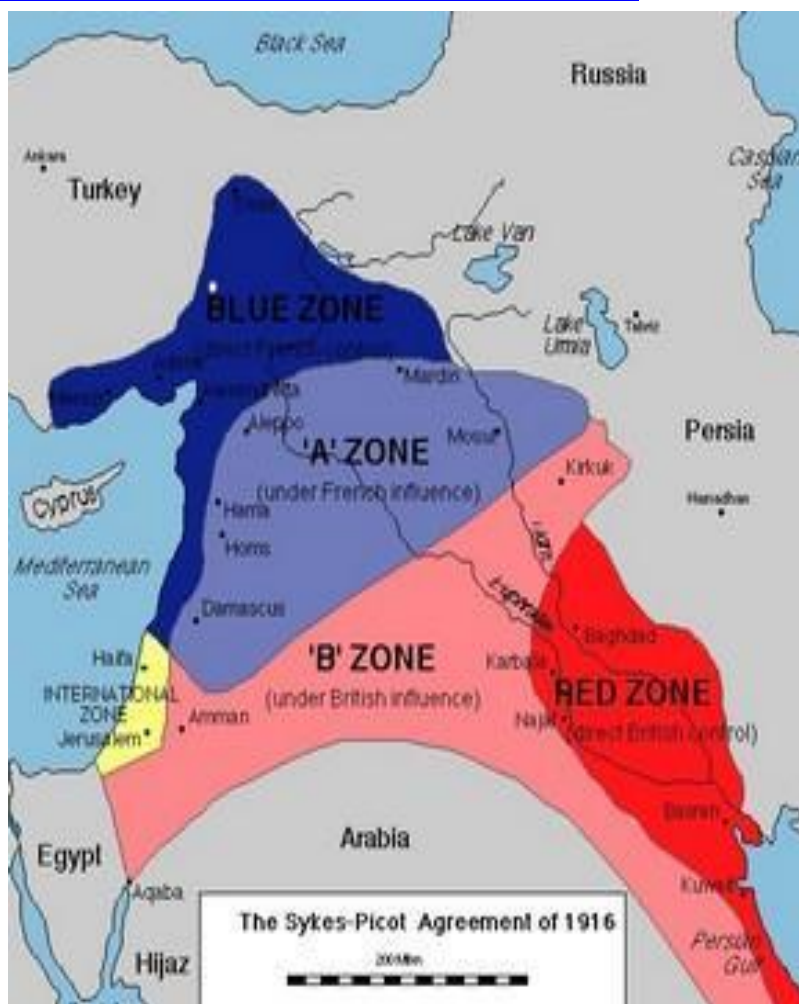 Black Sea
Russia
Ankara
Turkey
Caspian
Sea
Lake Van
BLUE ZONE
Lake
Urmia
Mardin
Aleppo
Mosul
'A' ZONE
(under French influence)
Persia
Kirkuk
Cyprus
Hama
Hamadhan
Homs
Mediterranean
Sea
Damascus
Baghdad
Haifa
'B' ZONE
(under British influence)
Karbala
INTERNATIONAL
ZONE
RED ZONE
(direct British control)
Jerusalem
Amman
Najaf
Arabia
Egypt
Aqaba
Kuwait
Persian
Gulf
Hijaz
The Sykes-Picot Agreement of 1916